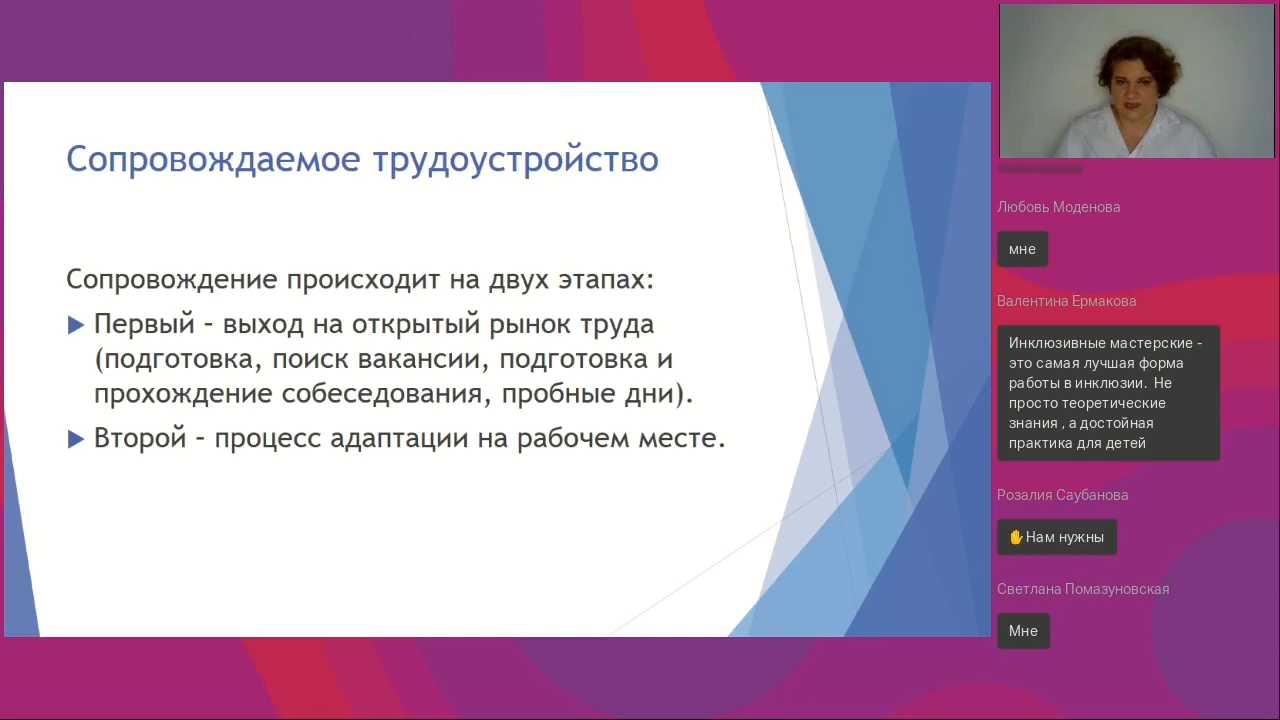 Сопровождаемое трудоустройство
Сопровождение происходит на двух этапах:
Первый – выход на открытый рынок труда
(подготовка, поиск вакансии, подготовка и
прохождение собеседования, пробные дни).
Второй – процесс адаптации на рабочем месте.
Любовь Моденова
мне
Валентина Ермакова
Инклюзивные мастерские -
это самая лучшая форма
работы в инклюзии. Не
просто теоретические
знания , а достойная
практика для детей
Розалия Саубанова
✋Нам нужны
Светлана Помазуновская
Мне